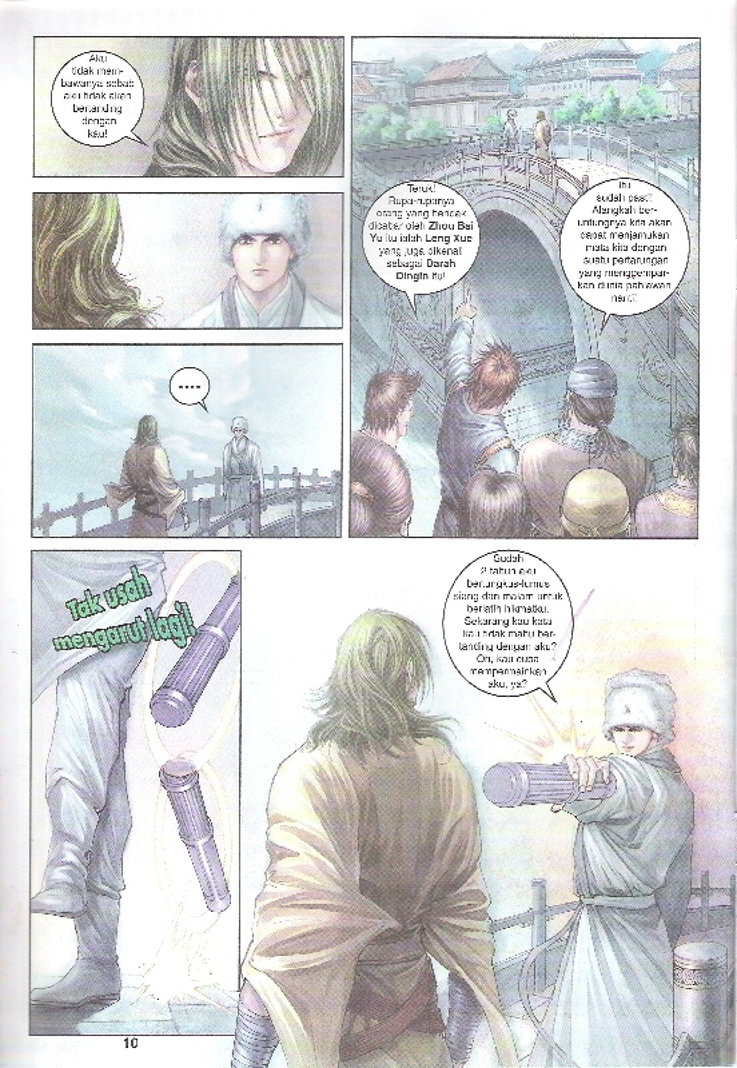 Aku
tidak mem-
bawanya sebab
aku tidak akan
bertanding
dengan
kau!
Teruk!
Rupa-rupanya
orang yang hendak
dicabar oleh Zhou Bai
Yu itu ialah Leng Xue
yang juga dikenali
sebagai Darah
Dingin itu!
Itu
sudah pasti!
Alangkah ber-
untungnya kita akan
dapat menjamukan
mata kita dengan
suatu pertarungan
yang menggempar-
kan dunia pahlawan
nanti!
....
Tak usah
mengarut lagi!
Sudah
2 tahun aku
bertungkus-lumus
siang dan malam untuk
berlatih hikmatku.
Sekarang kau kata
kau tidak mahu ber-
tanding dengan aku?
Oh, kau cuba
mempermainkan
aku, ya?
10